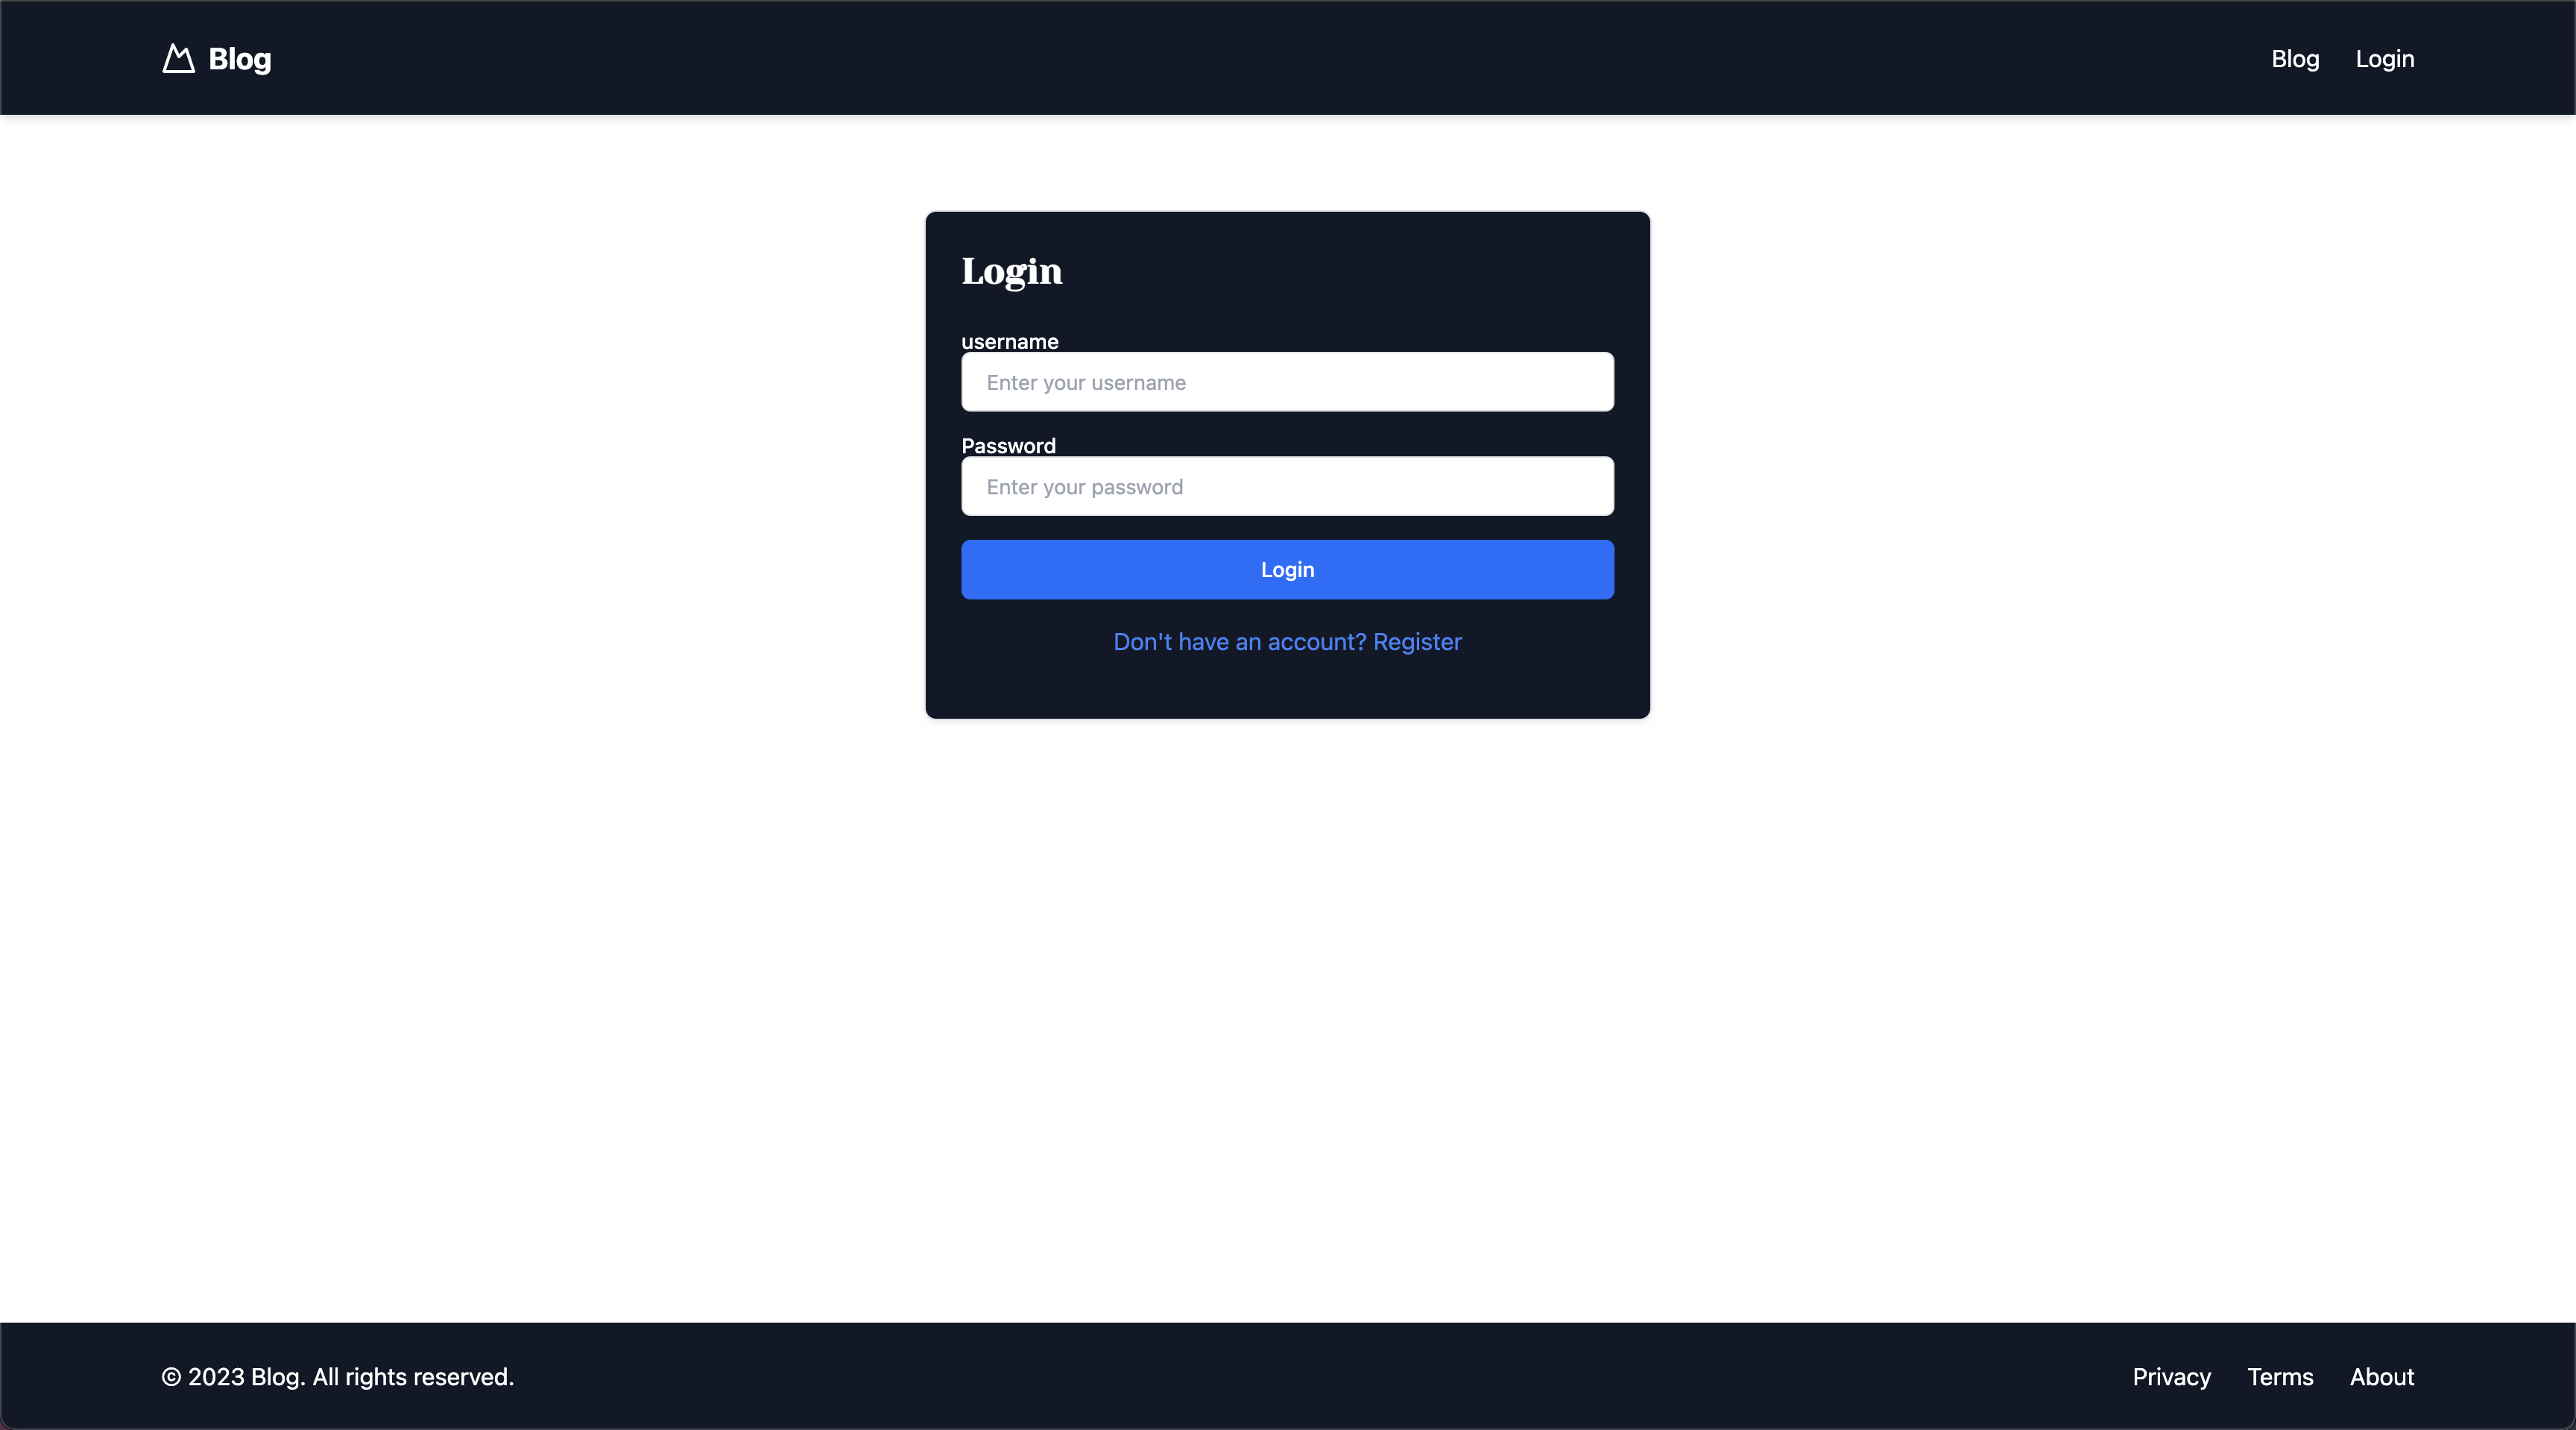 Blog
Blog Login
Login
username
Enter your username
Password
Enter your password
Login
Don't have an account? Register
© 2023 Blog. All rights reserved.
Privacy Terms About